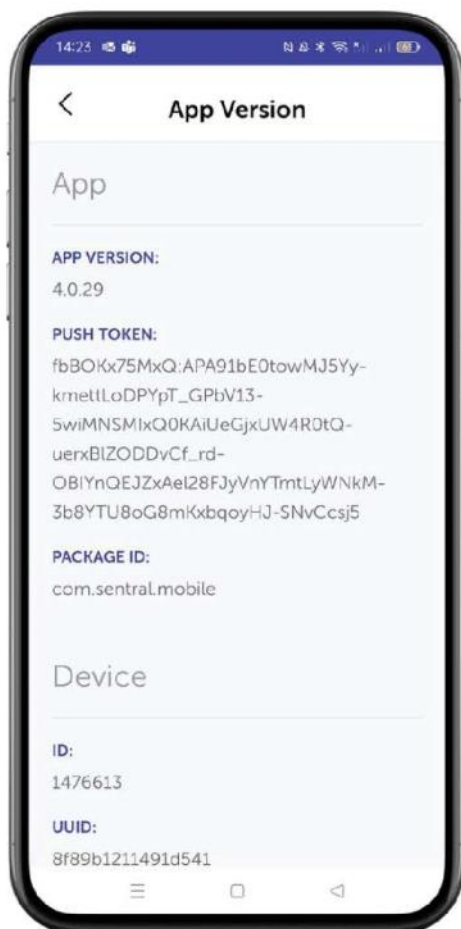 14:23
App Version
App
APP VERSION:
4.0.29
PUSH TOKEN:
fbBOKx75MxQ:APA91bE0towMJ5Yy-
kmettLoDPYpT_GPbV13-
5wiMNSMIxQ0KAiUeGjxUW4R0tQ-
uerxBlZODDvCf_rd-
OBIYnQEJZxAel28FJyVnYTmtLyWNkM-
3b8YTU8oG8mKxbqoyHJ-SNvCcsj5
PACKAGE ID:
com.sentral.mobile
Device
ID:
1476613
UUID:
8f89b1211491d541